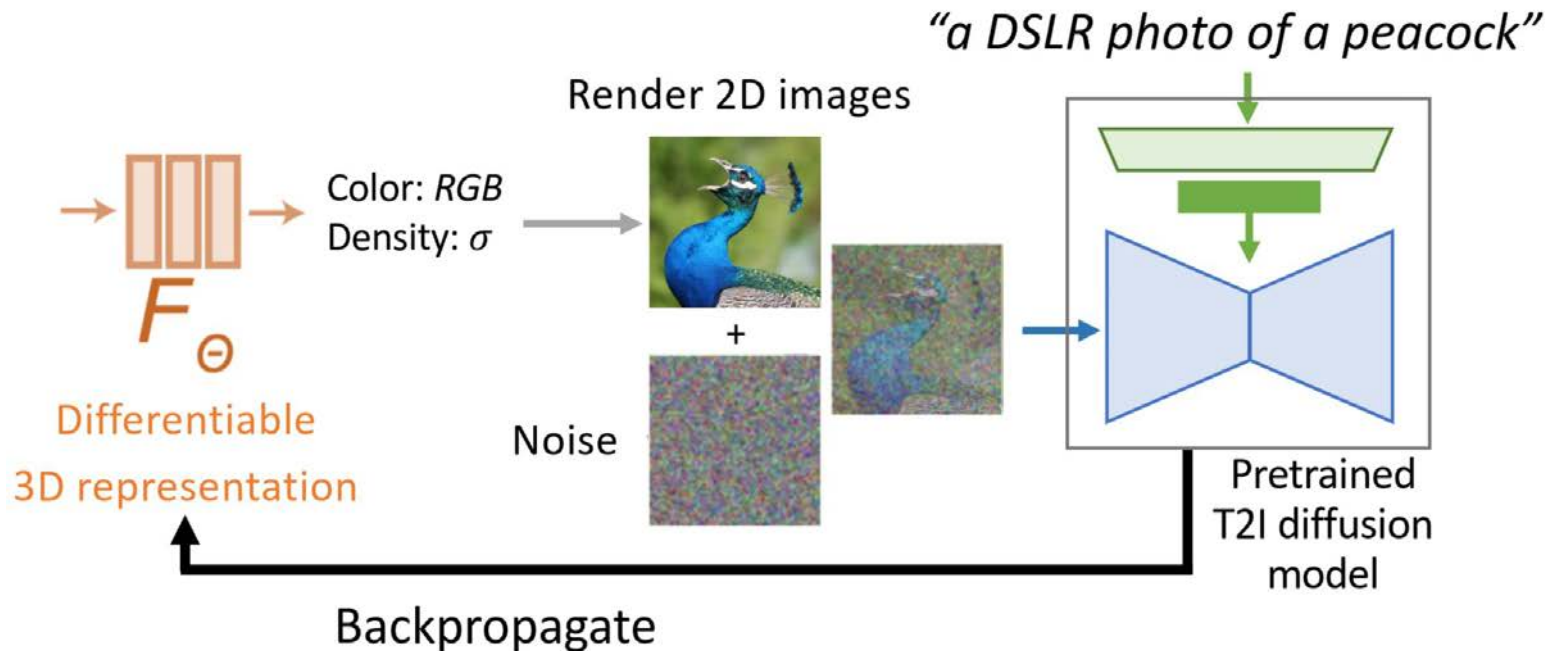 “a DSLR photo of a peacock”
Render 2D images
Color: RGB
Density: σ
F Θ
Differentiable
3D representation
+
Noise
Pretrained
T2I diffusion
model
Backpropagate